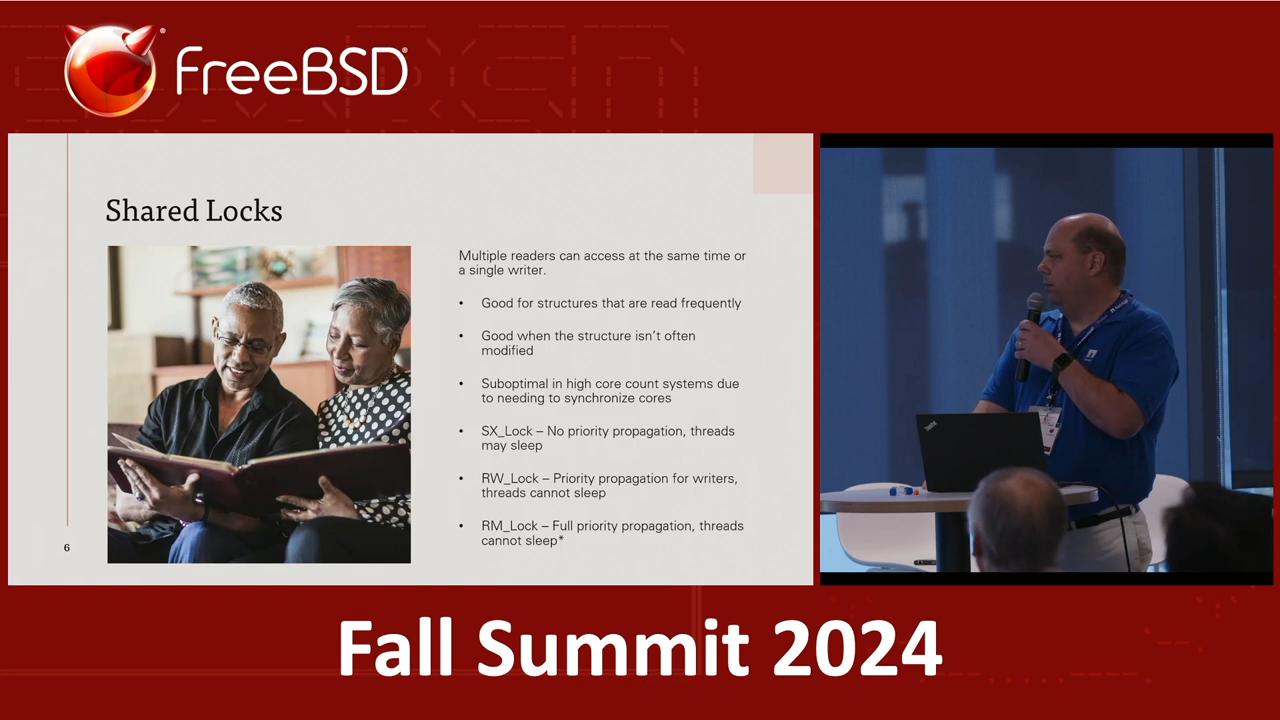 FreeBSD®
Shared Locks
Multiple readers can access at the same time or
a single writer.
• Good for structures that are read frequently
• Good when the structure isn’t often
modified
• Suboptimal in high core count systems due
to needing to synchronize cores
• SX_Lock – No priority propagation, threads
may sleep
• RW_Lock – Priority propagation for writers,
threads cannot sleep
• RM_Lock – Full priority propagation, threads
cannot sleep*
6
ThinkPad
Fall Summit 2024